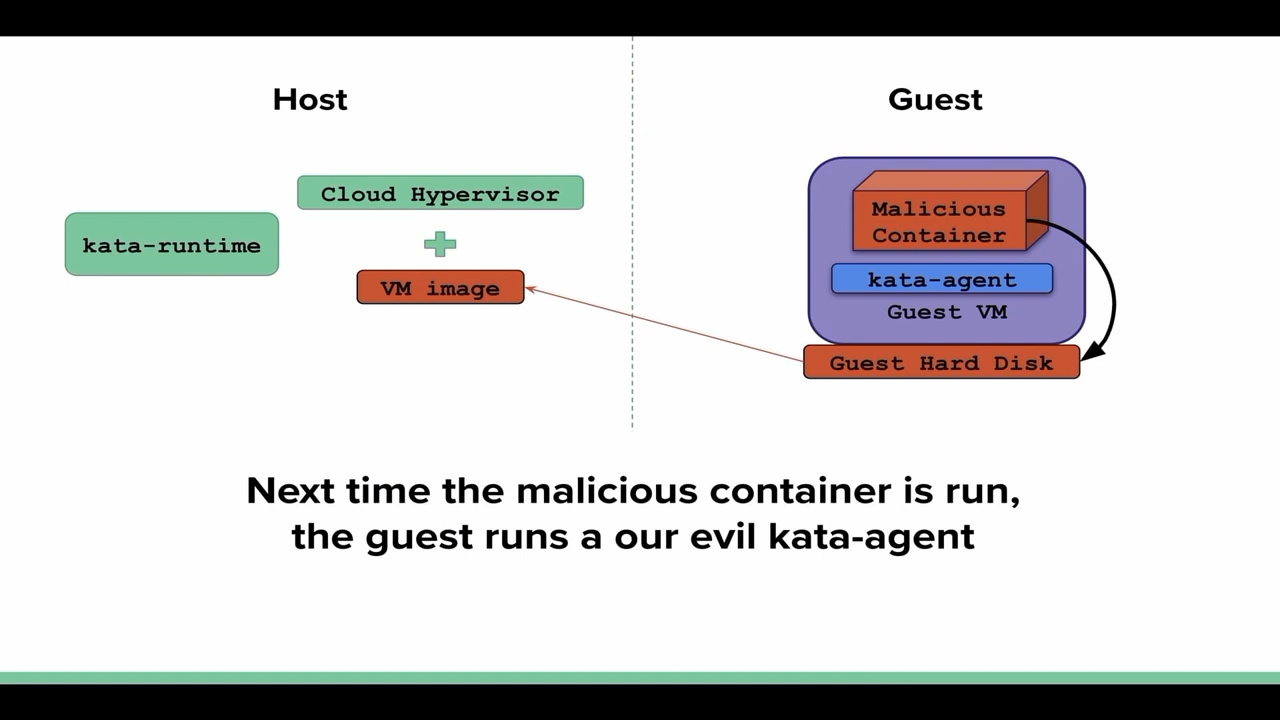 Host
Guest
Cloud Hypervisor
kata-runtime
VM image
Malicious
Container
kata-agent
Guest VM
Guest Hard Disk
Next time the malicious container is run,
the guest runs a our evil kata-agent